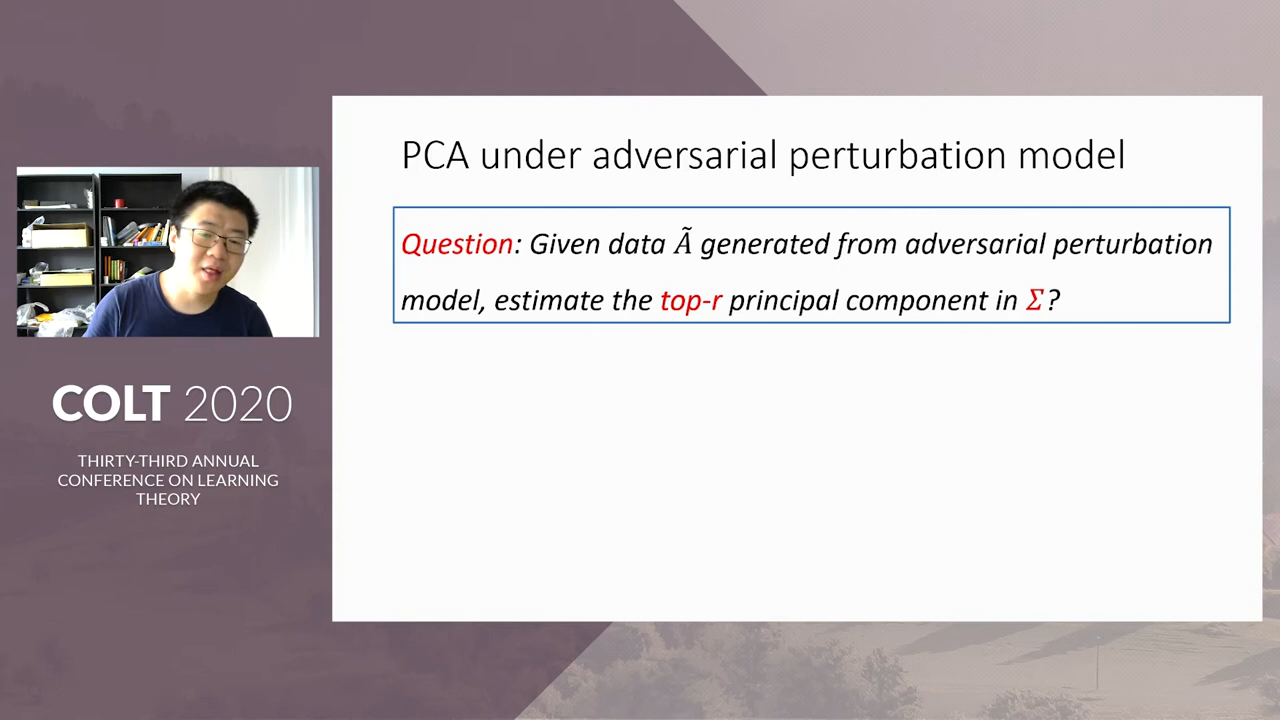 PCA under adversarial perturbation model
Question: Given data Ã generated from adversarial perturbation
model, estimate the top-r principal component in Σ?
COLT 2020
THIRTY-THIRD ANNUAL
CONFERENCE ON LEARNING
THEORY